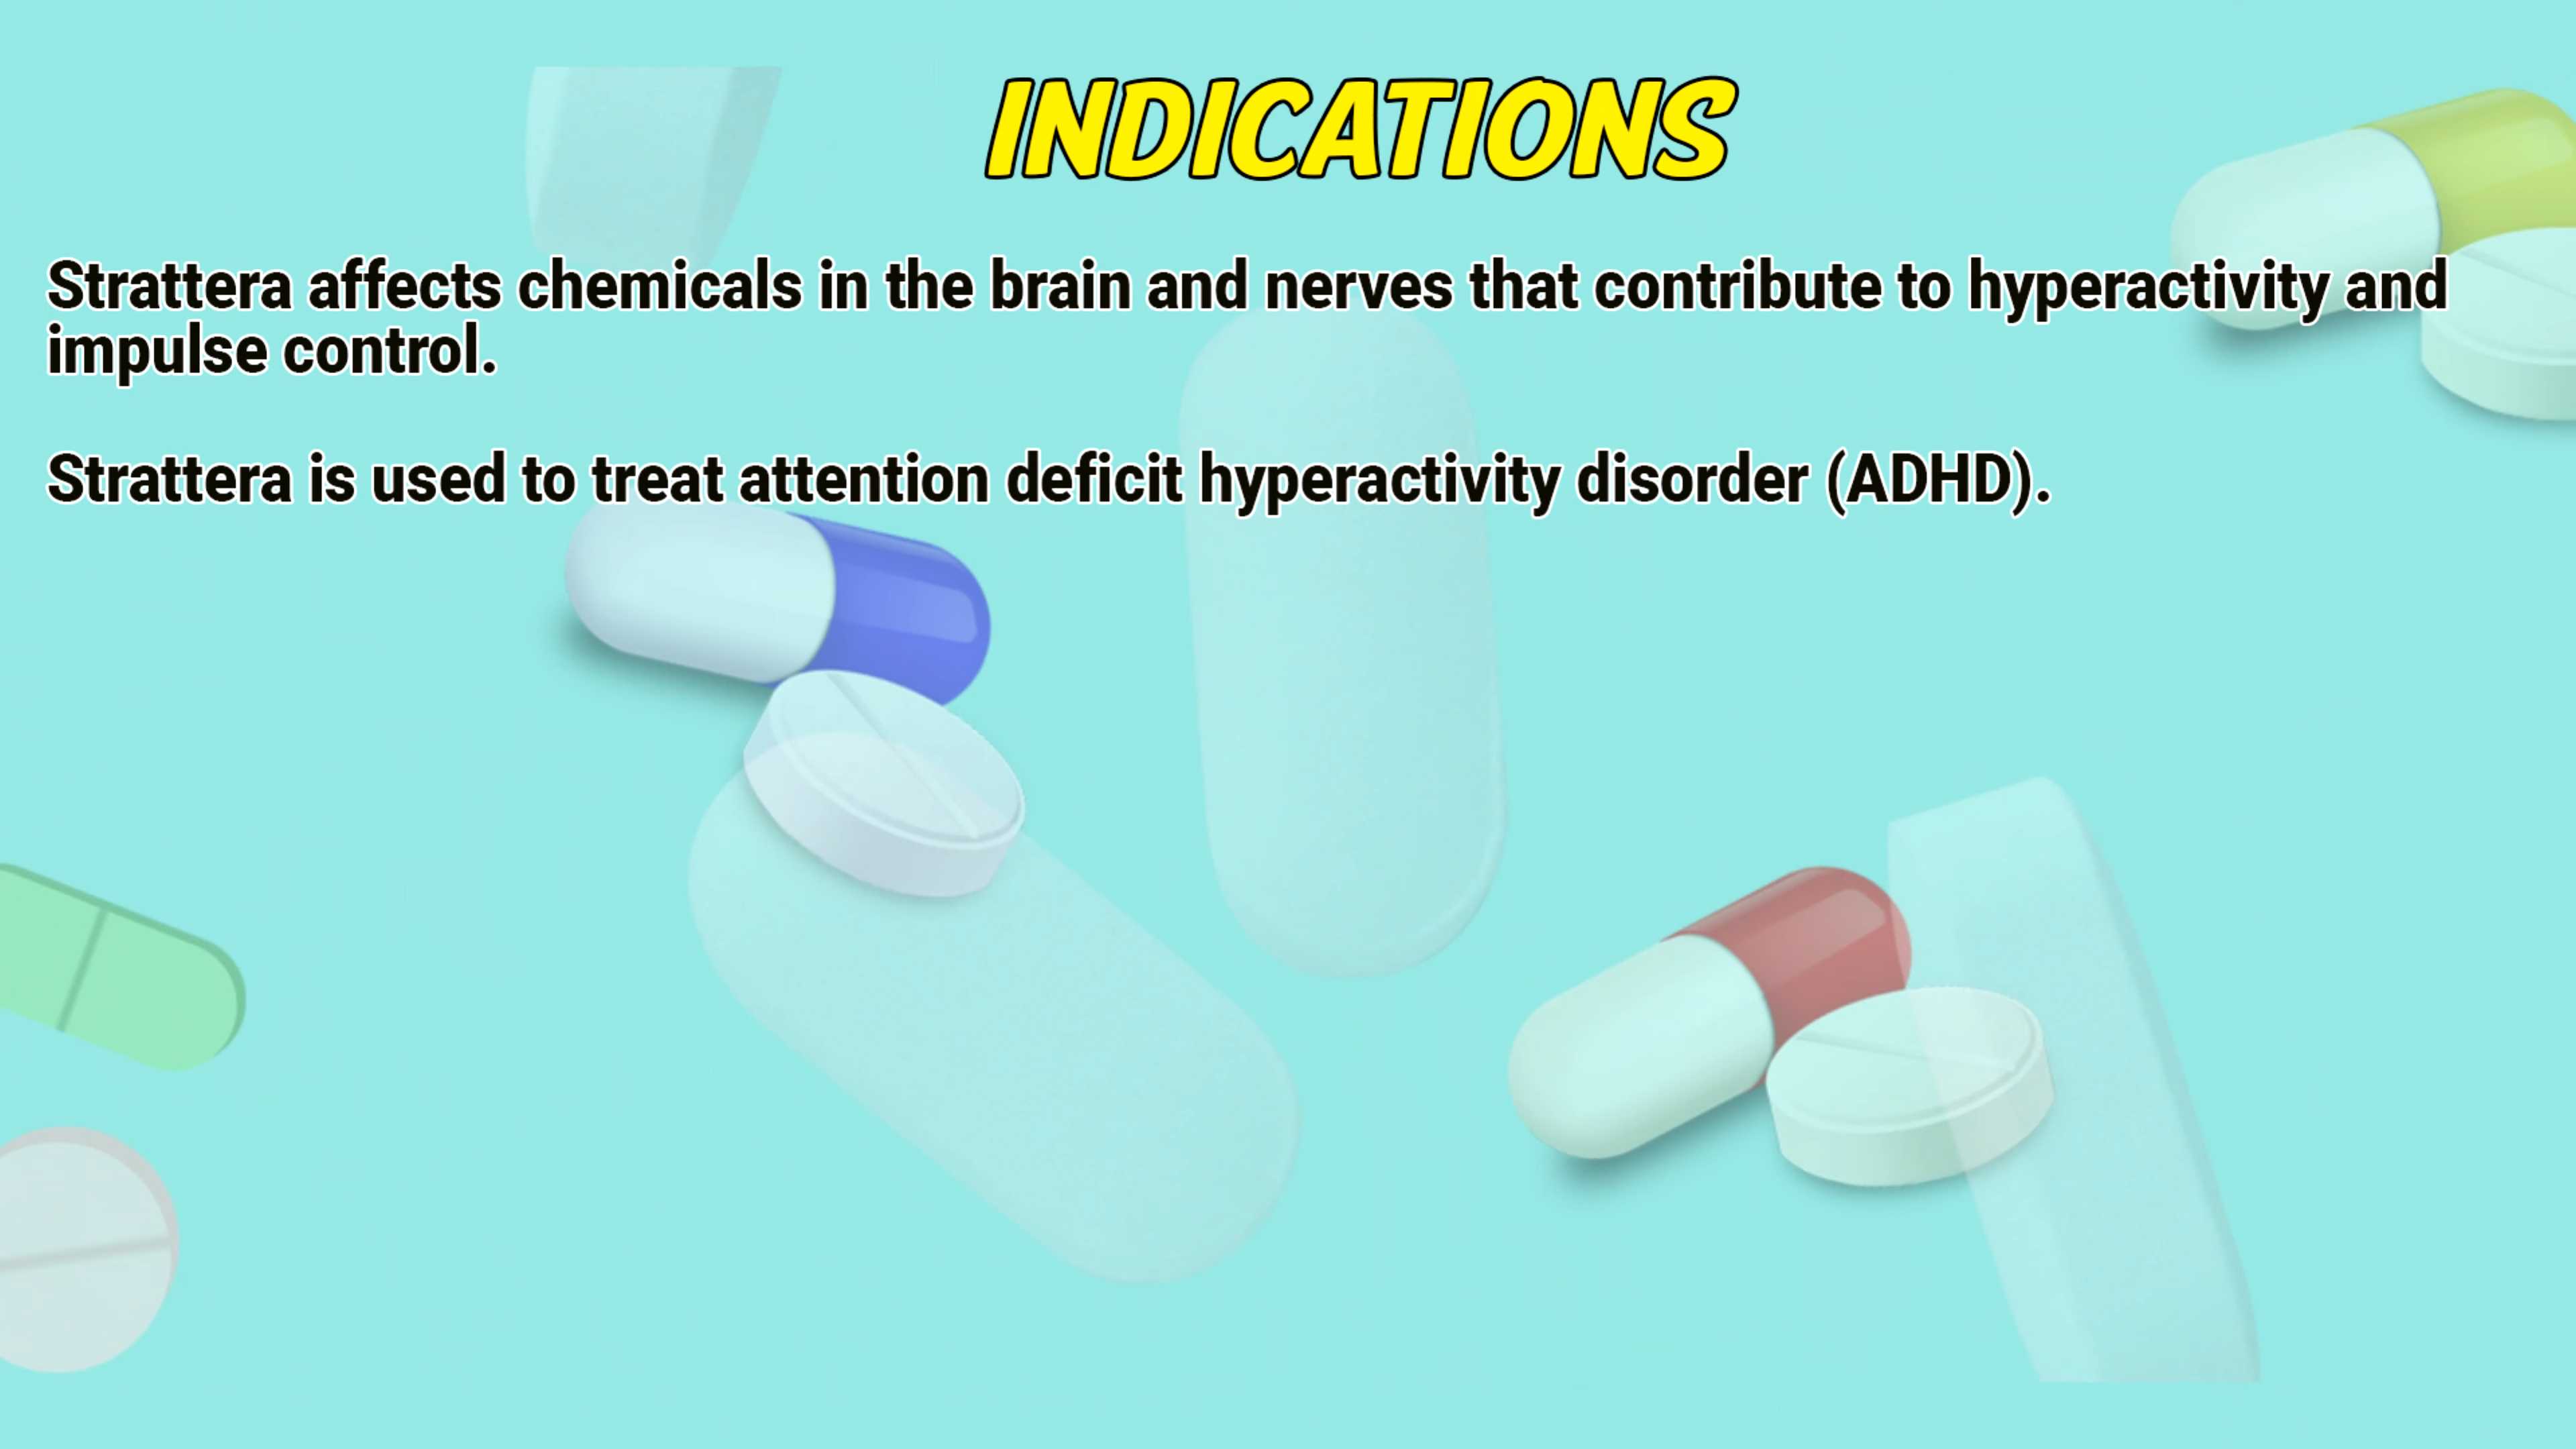 INDICATIONS
Strattera affects chemicals in the brain and nerves that contribute to hyperactivity and
impulse control.
Strattera is used to treat attention deficit hyperactivity disorder (ADHD).